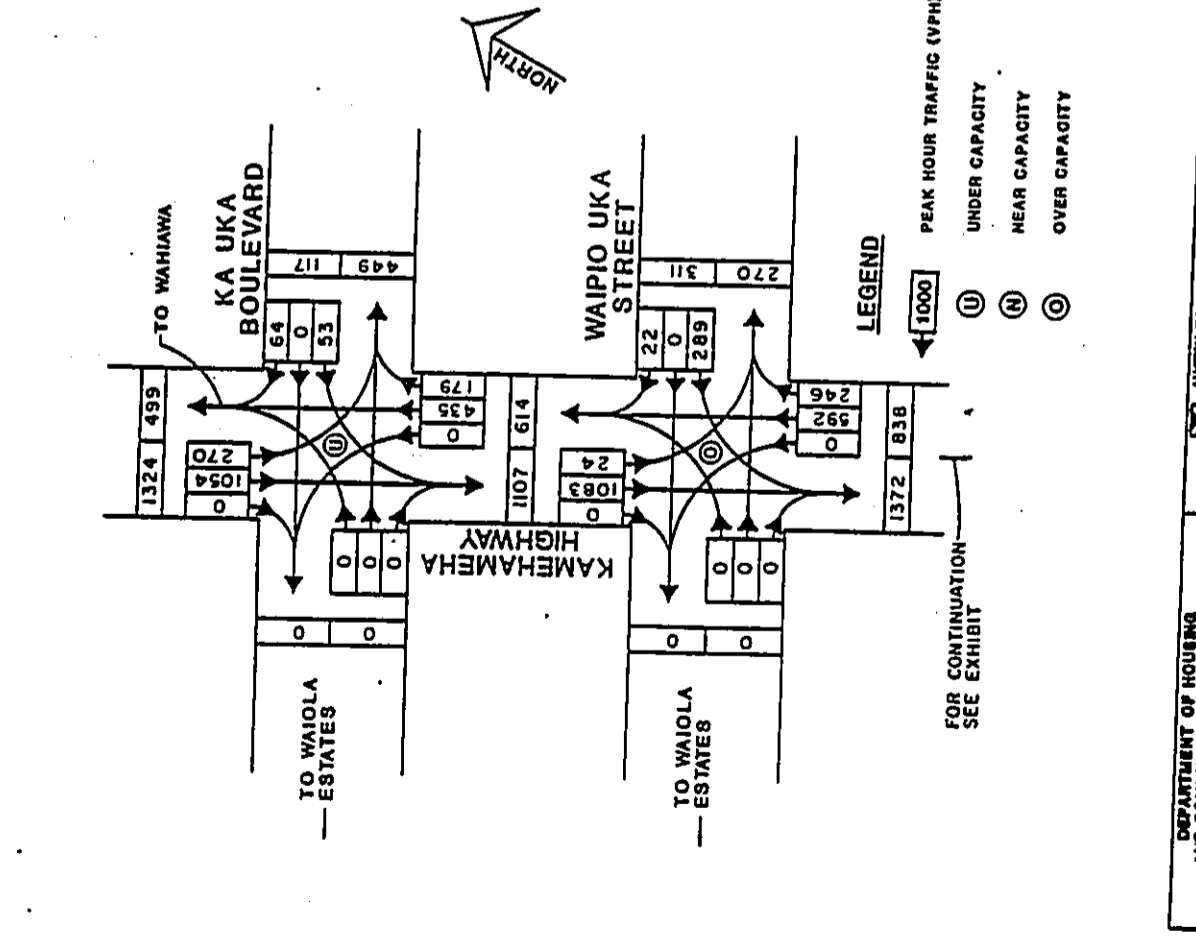 NORTH
TO WAHIAWA
KA UKA
BOULEVARD
117
449
64
0
53
499
1324
270
1054
0
U
179
435
0
0
0
0
0
0
TO WAIOLA
ESTATES
KAMEHAMEHA
HIGHWAY
614
1107
WAIPIO UKA
STREET
311
270
22
0
289
24
1083
0
O
246
592
0
0
0
0
0
0
TO WAIOLA
ESTATES
838
1372
FOR CONTINUATION
SEE EXHIBIT
LEGEND
1000
PEAK HOUR TRAFFIC (VPH)
U
UNDER CAPACITY
N
NEAR CAPACITY
O
OVER CAPACITY
DEPARTMENT OF HOUSING